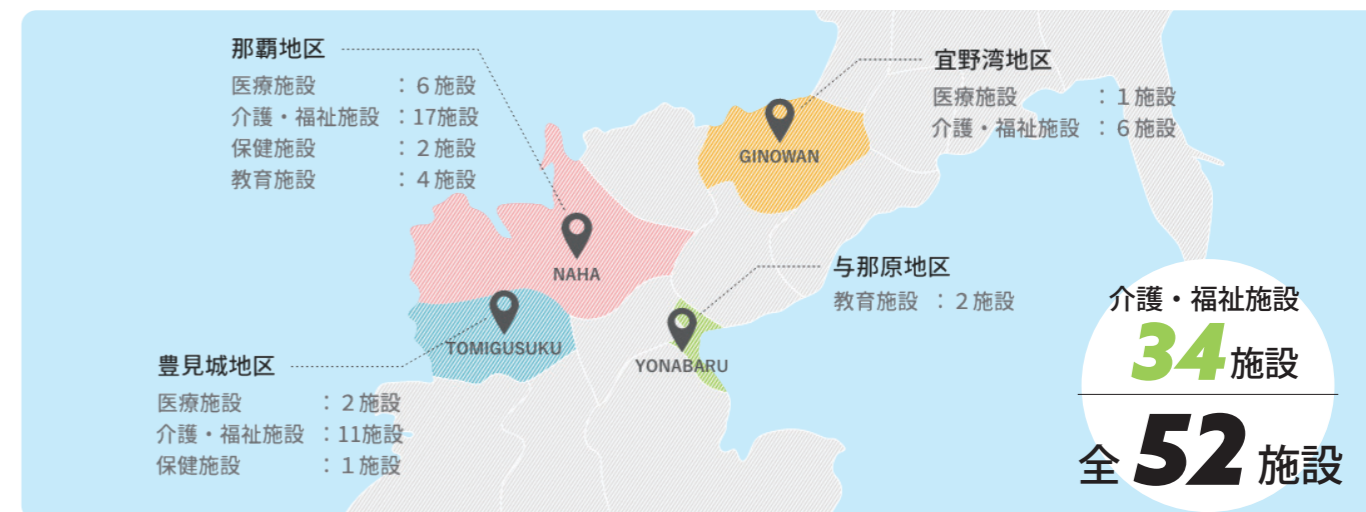 那覇地区
医療施設 ：6施設
介護・福祉施設 ：17施設
保健施設 ：2施設
教育施設 ：4施設
宜野湾地区
医療施設 ：1施設
介護・福祉施設 ：6施設
GINOWAN
NAHA
与那原地区
教育施設 ：2施設
TOMIGUSUKU
YONABARU
豊見城地区
医療施設 ：2施設
介護・福祉施設 ：11施設
保健施設 ：1施設
介護・福祉施設
34施設
全52施設